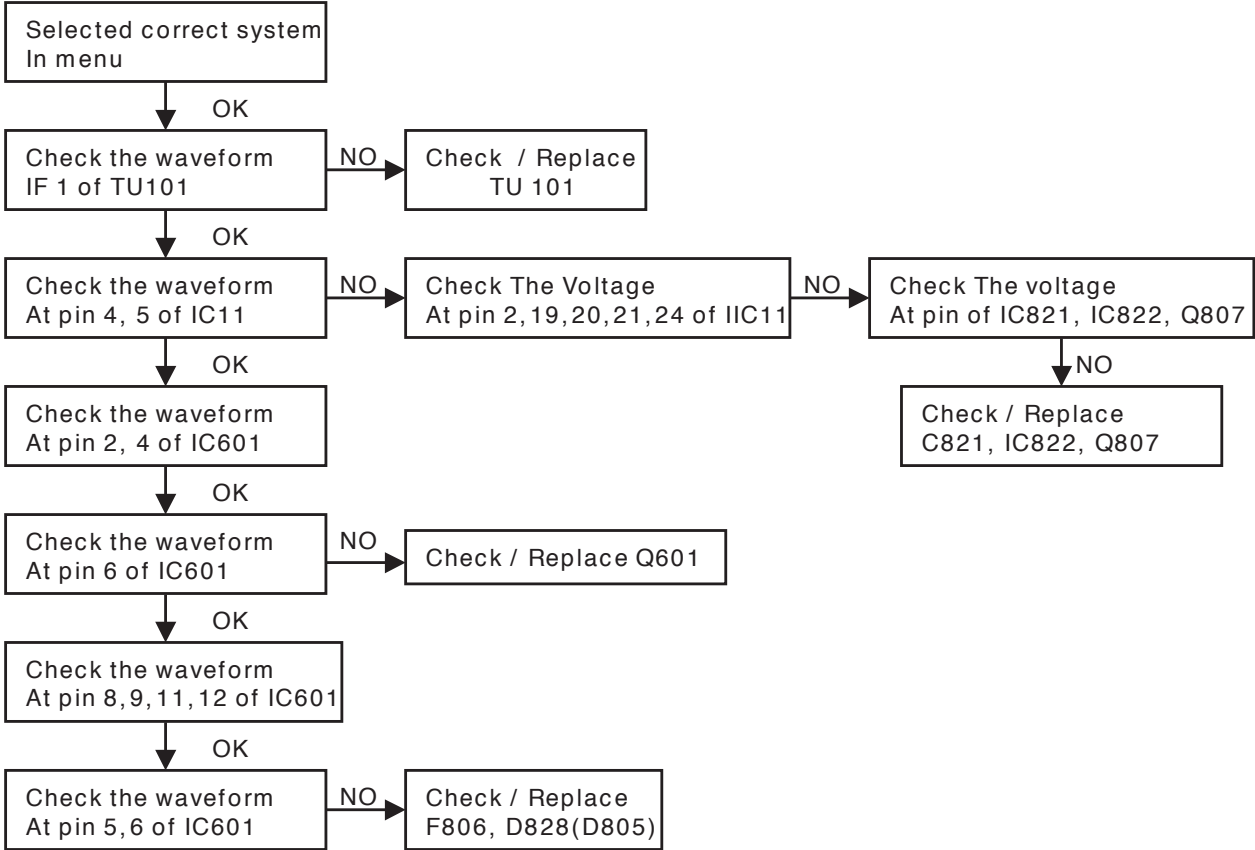 Selected correct system
In menu
OK
Check the waveform
IF 1 of TU101
NO
Check / Replace
TU 101
OK
Check the waveform
At pin 4, 5 of IC11
NO
Check The Voltage
At pin 2,19,20,21,24 of IIC11
NO
Check The voltage
At pin of IC821, IC822, Q807
OK
NO
Check the waveform
At pin 2, 4 of IC601
Check / Replace
C821, IC822, Q807
OK
Check the waveform
At pin 6 of IC601
NO
Check / Replace Q601
OK
Check the waveform
At pin 8,9,11,12 of IC601
OK
Check the waveform
At pin 5,6 of IC601
NO
Check / Replace
F806, D828(D805)